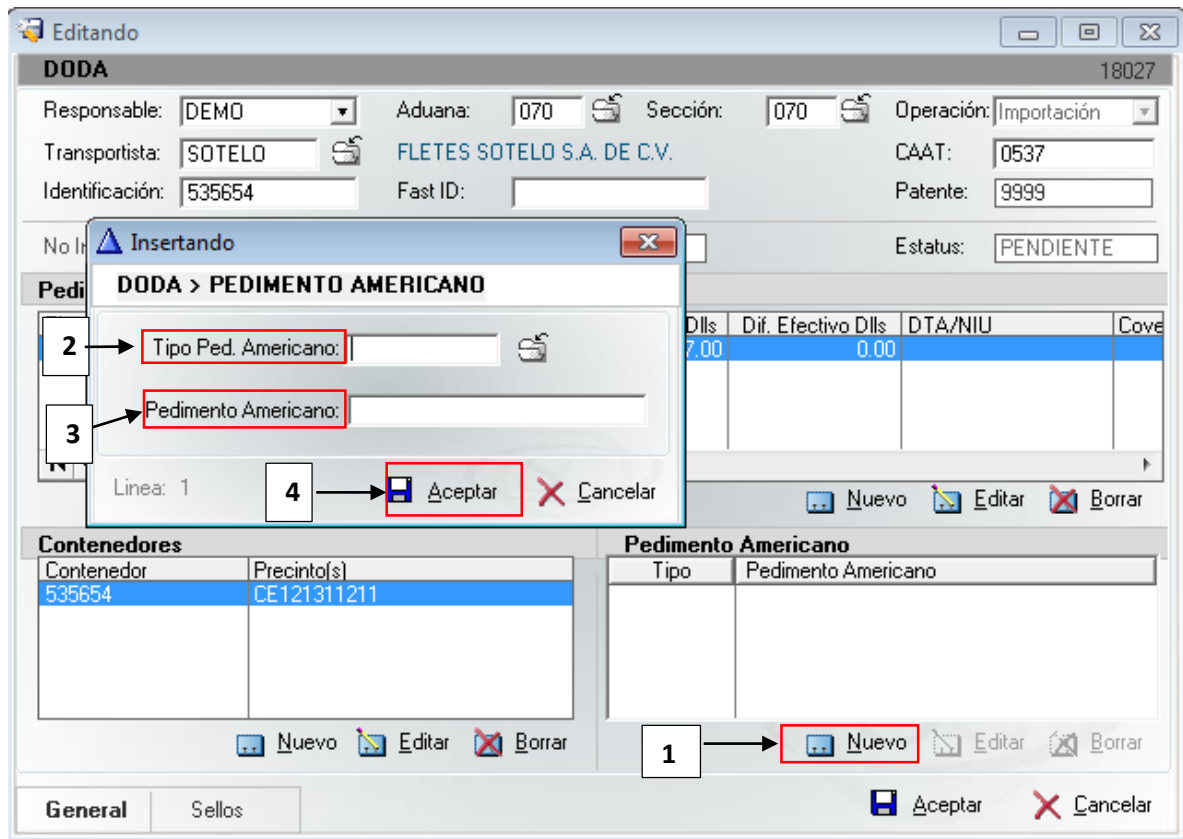 Editando
DODA 18027
Responsable: DEMO Aduana: 070 Sección: 070 Operación: Importación
Transportista: SOTELO FLETES SOTELO S.A. DE C.V. CAAT: 0537
Identificación: 535654 Fast ID: Patente: 9999
No Estatus: PENDIENTE
Insertando
DODA > PEDIMENTO AMERICANO
2 Tipo Ped. Americano:
3 Pedimento Americano:
Linea: 1 4 Aceptar Cancelar
Pedi
Dlls Dif. Efectivo Dlls DTA/NIU Cove
7.00 0.00
Nuevo Editar Borrar
Contenedores
Contenedor Precinto(s)
535654 CE121311211
Nuevo Editar Borrar
Pedimento Americano
Tipo Pedimento Americano
1 Nuevo Editar Borrar
General Sellos Aceptar Cancelar